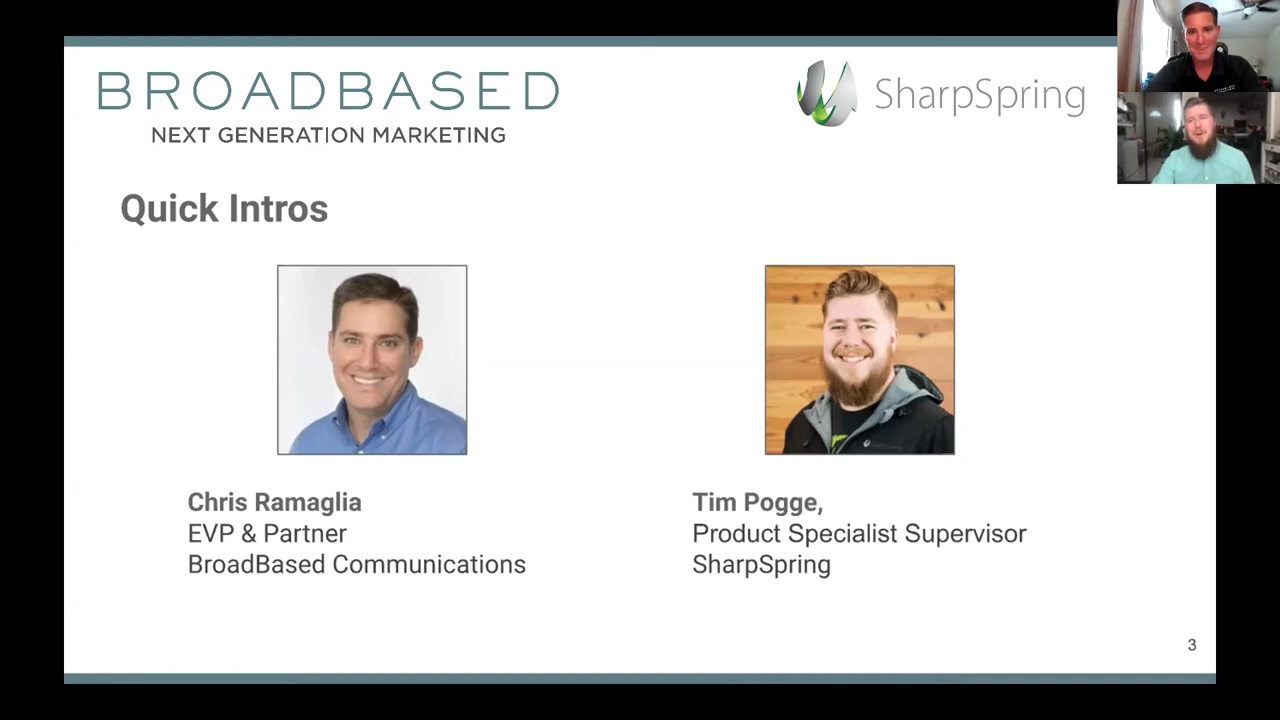 BROADBASED
NEXT GENERATION MARKETING
SharpSpring
Quick Intros
Chris Ramaglia
EVP & Partner
BroadBased Communications
Tim Pogge,
Product Specialist Supervisor
SharpSpring
3